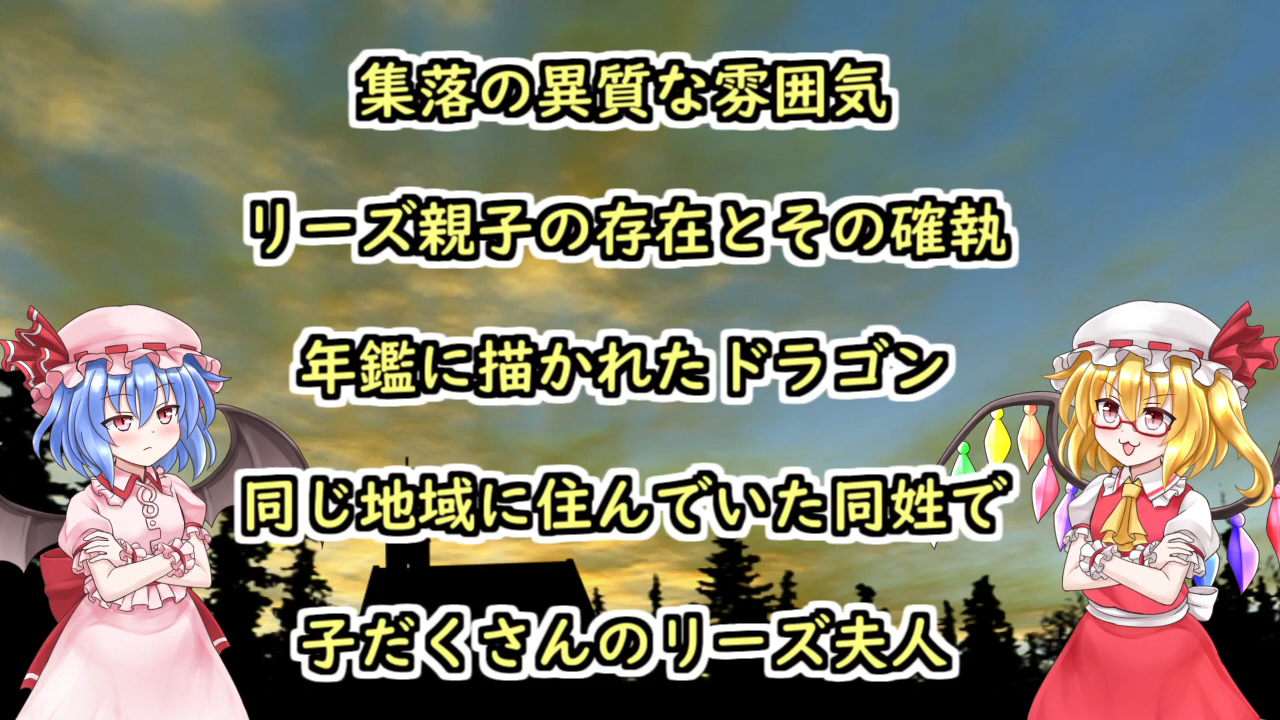 集落の異質な雰囲気
リーズ親子の存在とその確執
年鑑に描かれたドラゴン
同じ地域に住んでいた同姓で
子だくさんのリーズ夫人